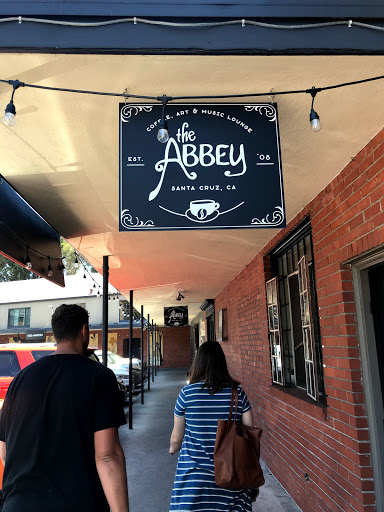 COFFEE, ART & MUSIC LOUNGE
the
ABBEY
EST. '08
SANTA CRUZ, CA